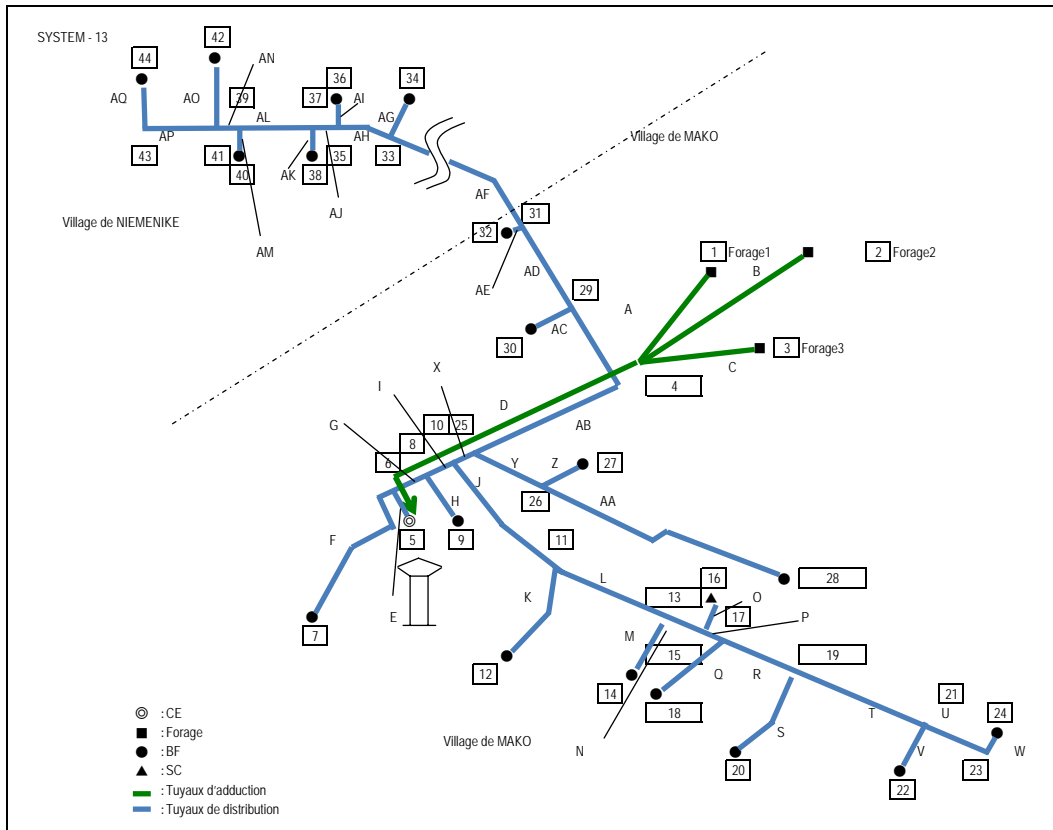 SYSTEM - 13
42
44
AN
36
34
AQ
AO
39
37
AI
AL
AG
AP
AH
Village de MAKO
43
41
35
33
40
AK
38
AF
AJ
31
Village de NIEMENIKE
32
AM
1
Forage1
2
Forage2
B
AD
AE
29
A
AC
30
3
Forage3
X
C
I
4
D
G
10
25
AB
8
6
Y
Z
27
J
H
26
AA
F
5
9
11
16
28
L
13
K
O
E
17
P
7
M
15
19
12
Q
R
14
21
18
T
U
24
: CE
S
: Forage
Village de MAKO
N
V
W
: BF
20
23
: SC
22
: Tuyaux d'adduction
: Tuyaux de distribution